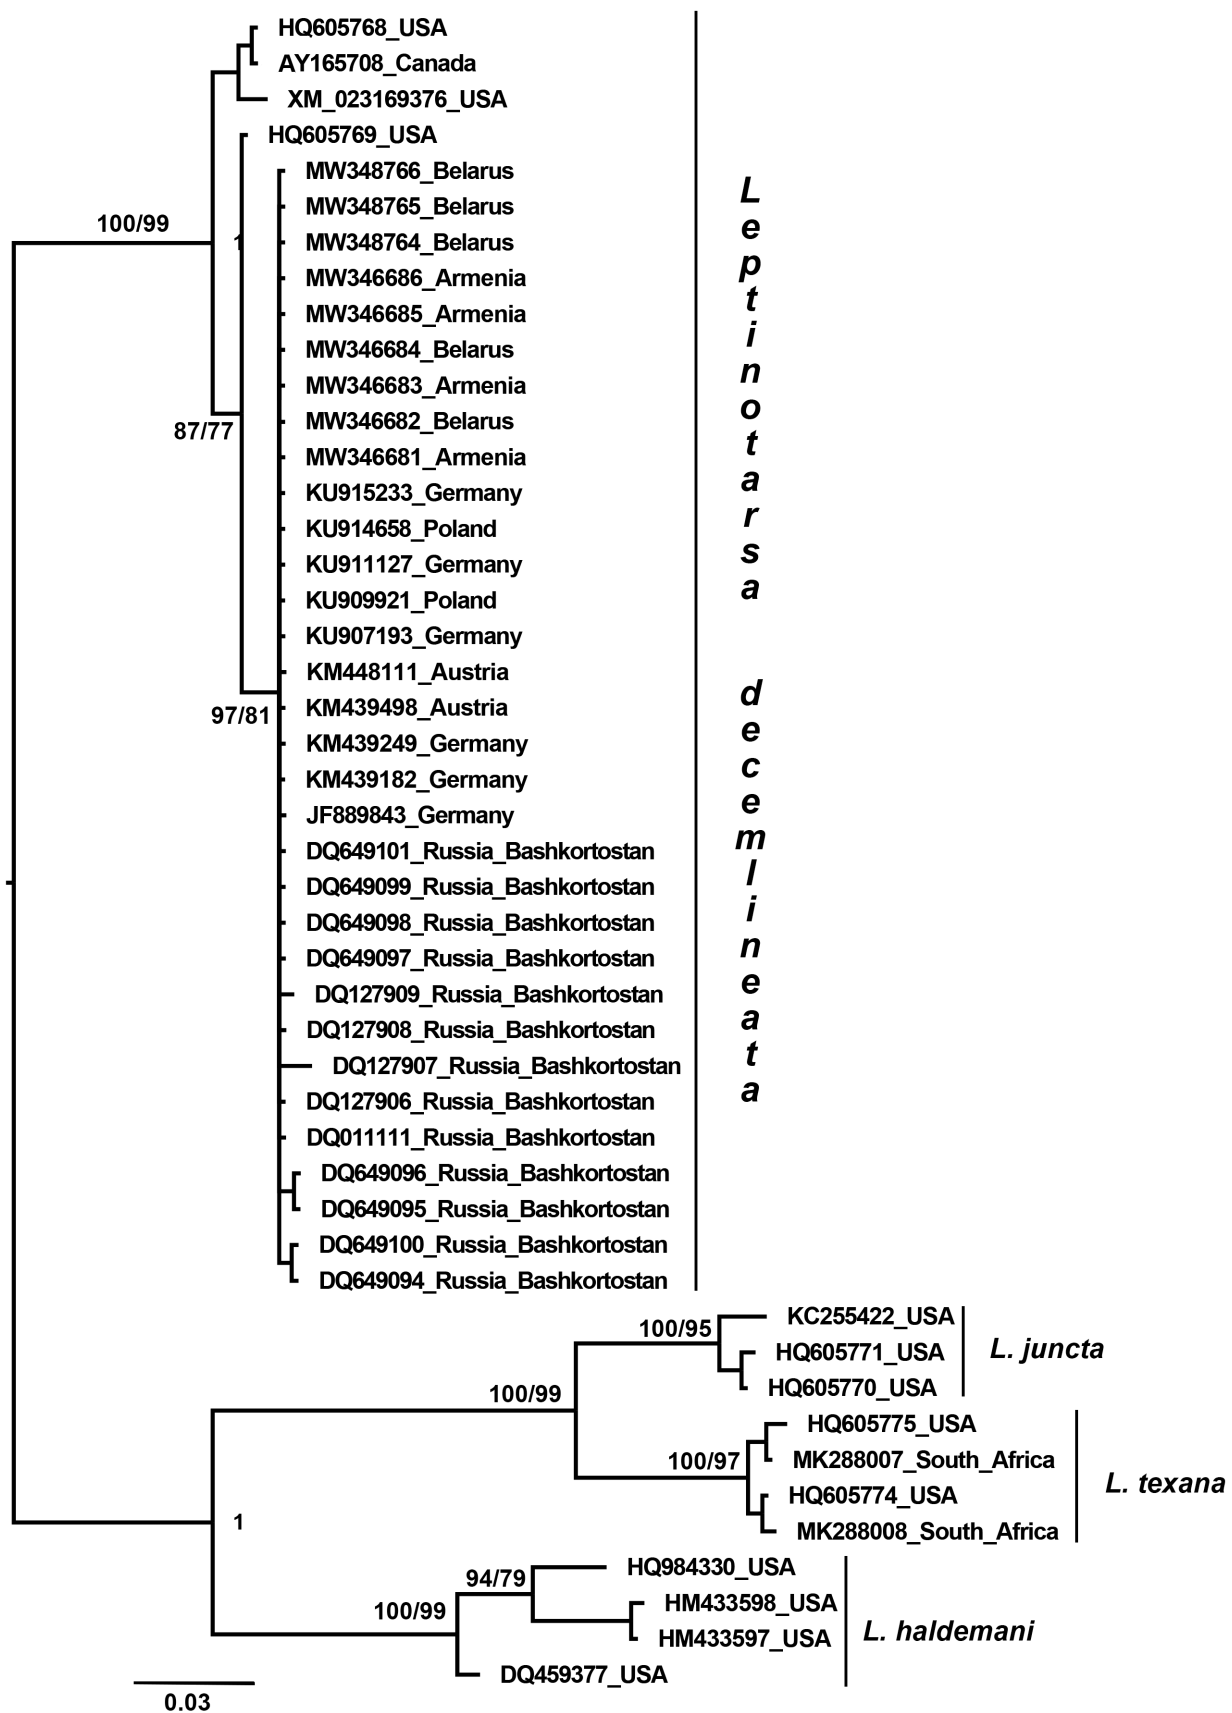 HQ605768_USA
AY165708_Canada
XM_023169376_USA
HQ605769_USA
MW348766_Belarus
MW348765_Belarus
100/99
1
MW348764_Belarus
MW346686_Armenia
MW346685_Armenia
MW346684_Belarus
MW346683_Armenia
MW346682_Belarus
87/77
MW346681_Armenia
KU915233_Germany
KU914658_Poland
KU911127_Germany
KU909921_Poland
KU907193_Germany
KM448111_Austria
KM439498_Austria
97/81
KM439249_Germany
KM439182_Germany
JF889843_Germany
DQ649101_Russia_Bashkortostan
DQ649099_Russia_Bashkortostan
DQ649098_Russia_Bashkortostan
DQ649097_Russia_Bashkortostan
DQ127909_Russia_Bashkortostan
DQ127908_Russia_Bashkortostan
DQ127907_Russia_Bashkortostan
DQ127906_Russia_Bashkortostan
DQ011111_Russia_Bashkortostan
DQ649096_Russia_Bashkortostan
DQ649095_Russia_Bashkortostan
DQ649100_Russia_Bashkortostan
DQ649094_Russia_Bashkortostan
Leptinotarsa decemlineata
KC255422_USA
100/95
HQ605771_USA
HQ605770_USA
L. juncta
100/99
HQ605775_USA
100/97
MK288007_South_Africa
HQ605774_USA
MK288008_South_Africa
L. texana
1
HQ984330_USA
94/79
HM433598_USA
100/99
HM433597_USA
DQ459377_USA
L. haldemani
0.03